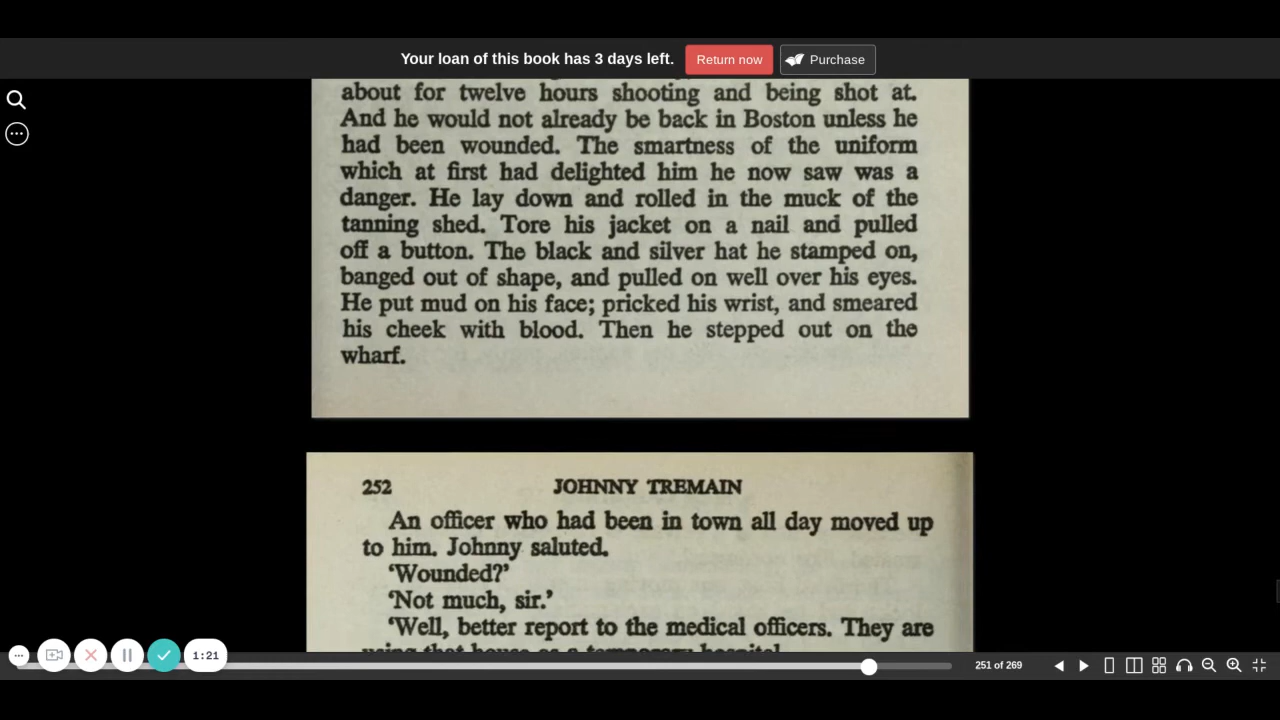 Your loan of this book has 3 days left. Return now Purchase
about for twelve hours shooting and being shot at.
And he would not already be back in Boston unless he
had been wounded. The smartness of the uniform
which at first had delighted him he now saw was a
danger. He lay down and rolled in the muck of the
tanning shed. Tore his jacket on a nail and pulled
off a button. The black and silver hat he stamped on,
banged out of shape, and pulled on well over his eyes.
He put mud on his face; pricked his wrist, and smeared
his cheek with blood. Then he stepped out on the
wharf.
252 JOHNNY TREMAIN
An officer who had been in town all day moved up
to him. Johnny saluted.
‘Wounded?’
‘Not much, sir.’
‘Well, better report to the medical officers. They are
using that house as a temporary hospital.
1:21
251 of 269